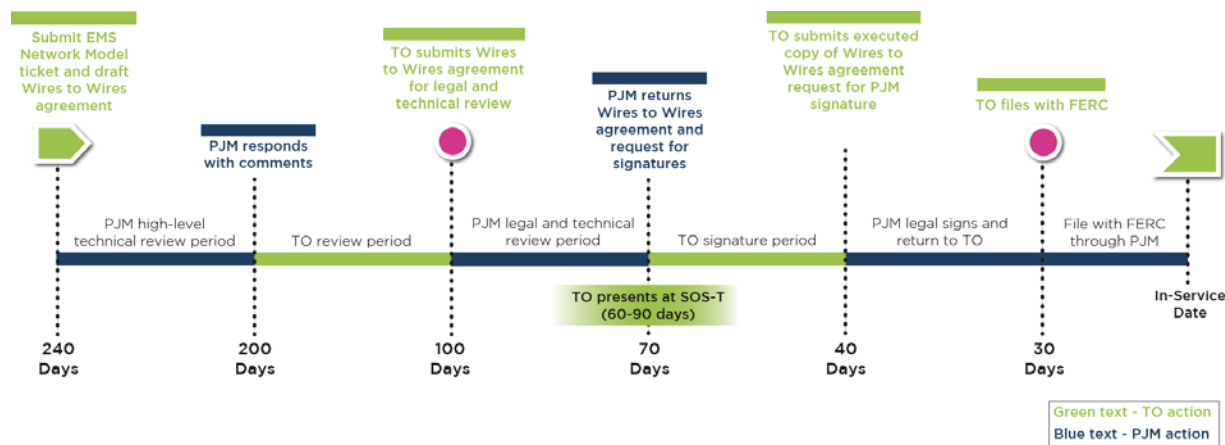 Submit EMS
Network Model
ticket and draft
Wires to Wires
agreement
PJM responds
with comments
TO submits Wires
to Wires agreement
for legal and
technical review
PJM returns
Wires to Wires
agreement and
request for
signatures
TO submits executed
copy of Wires to
Wires agreement
request for PJM
signature
TO files with FERC
PJM high-level
technical review period
TO review period
PJM legal and technical
review period
TO signature period
PJM legal signs and
return to TO
File with FERC
through PJM
TO presents at SOS-T
(60-90 days)
In-Service
Date
240
Days
200
Days
100
Days
70
Days
40
Days
30
Days
Green text - TO action
Blue text - PJM action